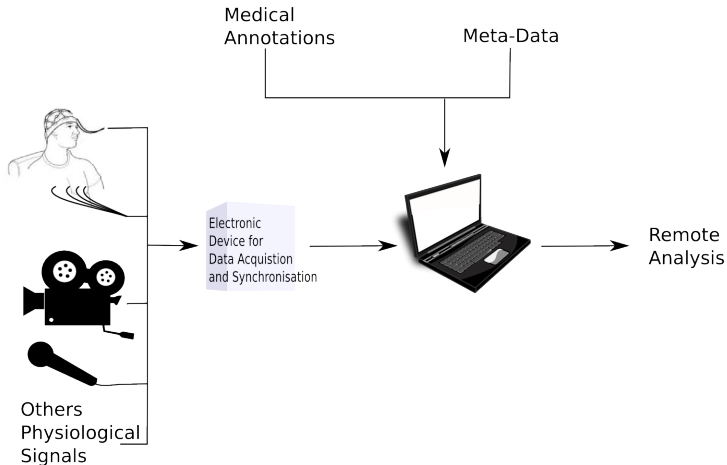 Medical
Annotations
Meta-Data
Electronic
Device for
Data Acquistion
and Synchronisation
Remote
Analysis
Others
Physiological
Signals